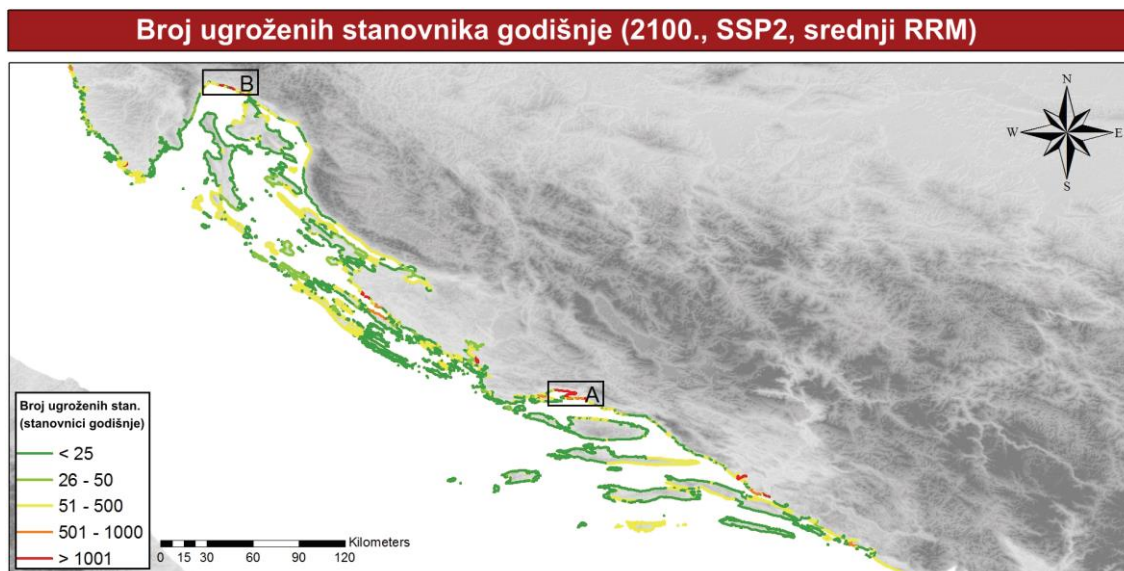 Broj ugroženih stanovnika godišnje (2100., SSP2, srednji RRM)
B
N
W E
S
A
Broj ugroženih stan.
(stanovnici godišnje)
< 25
26 - 50
51 - 500
501 - 1000
> 1001
Kilometers
0 15 30 60 90 120